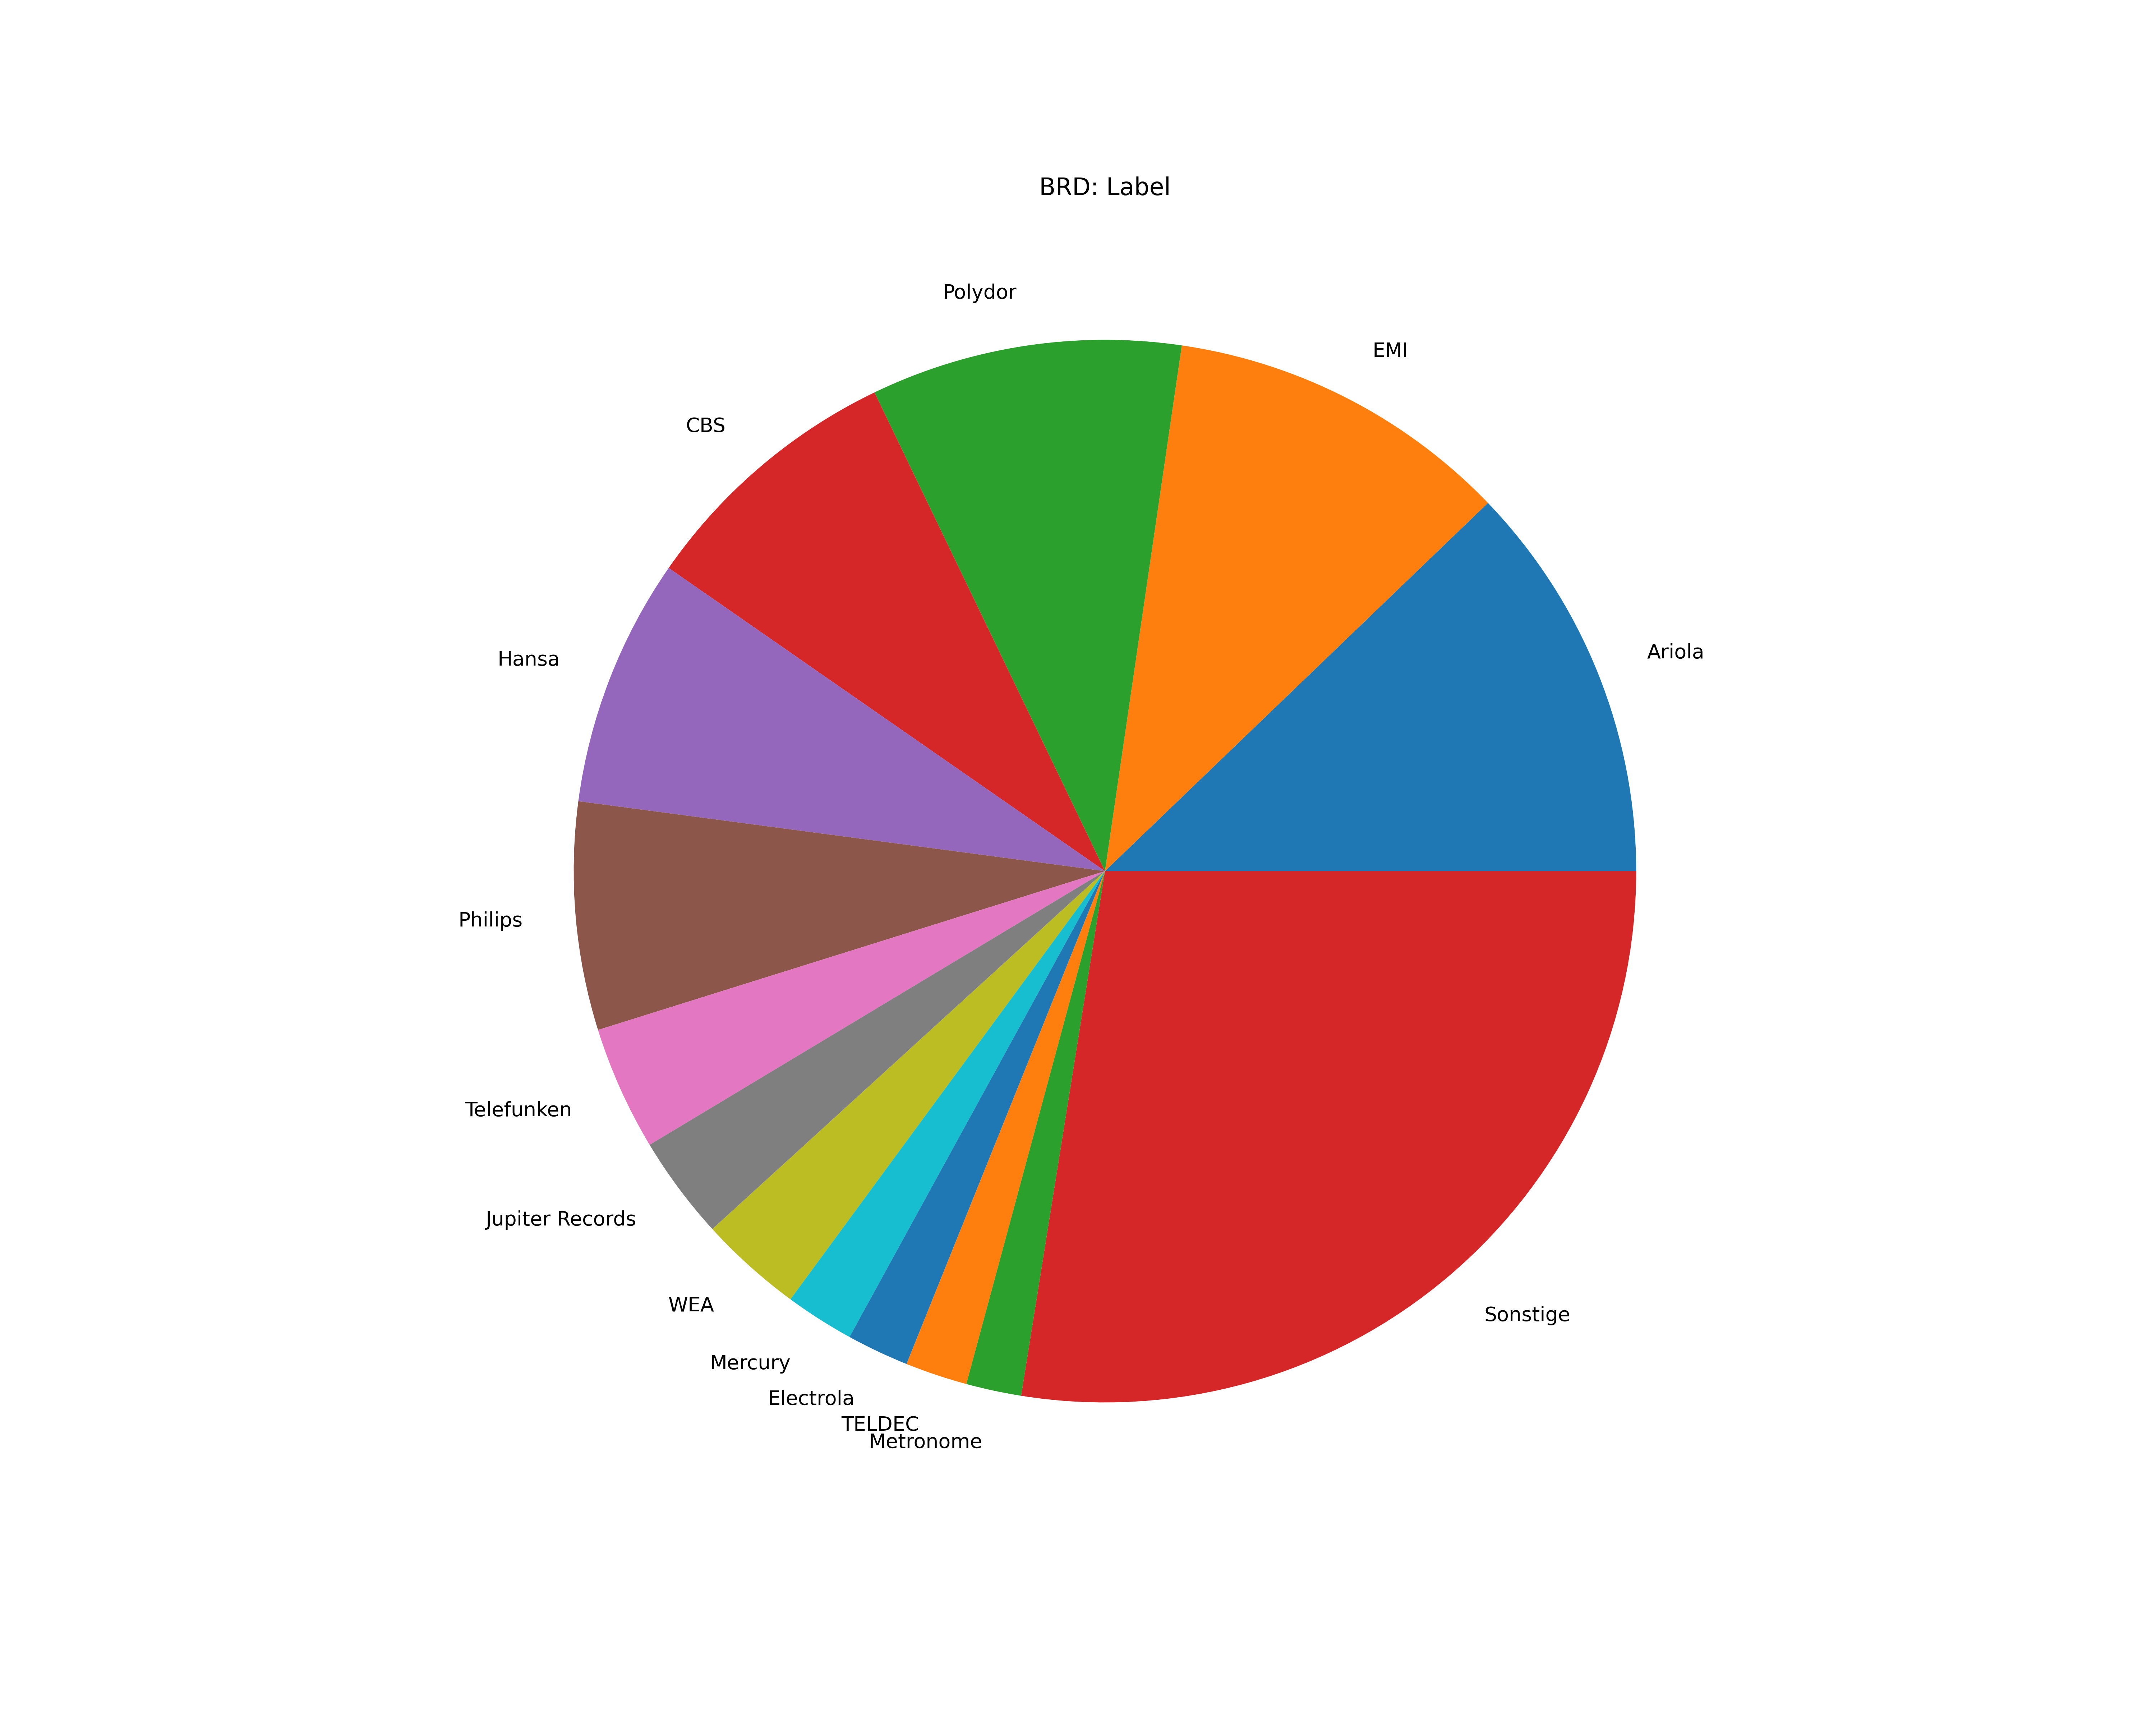 BRD: Label
Polydor
EMI
CBS
Ariola
Hansa
Philips
Telefunken
Jupiter Records
WEA
Sonstige
Mercury
Electrola
TELDEC
Metronome